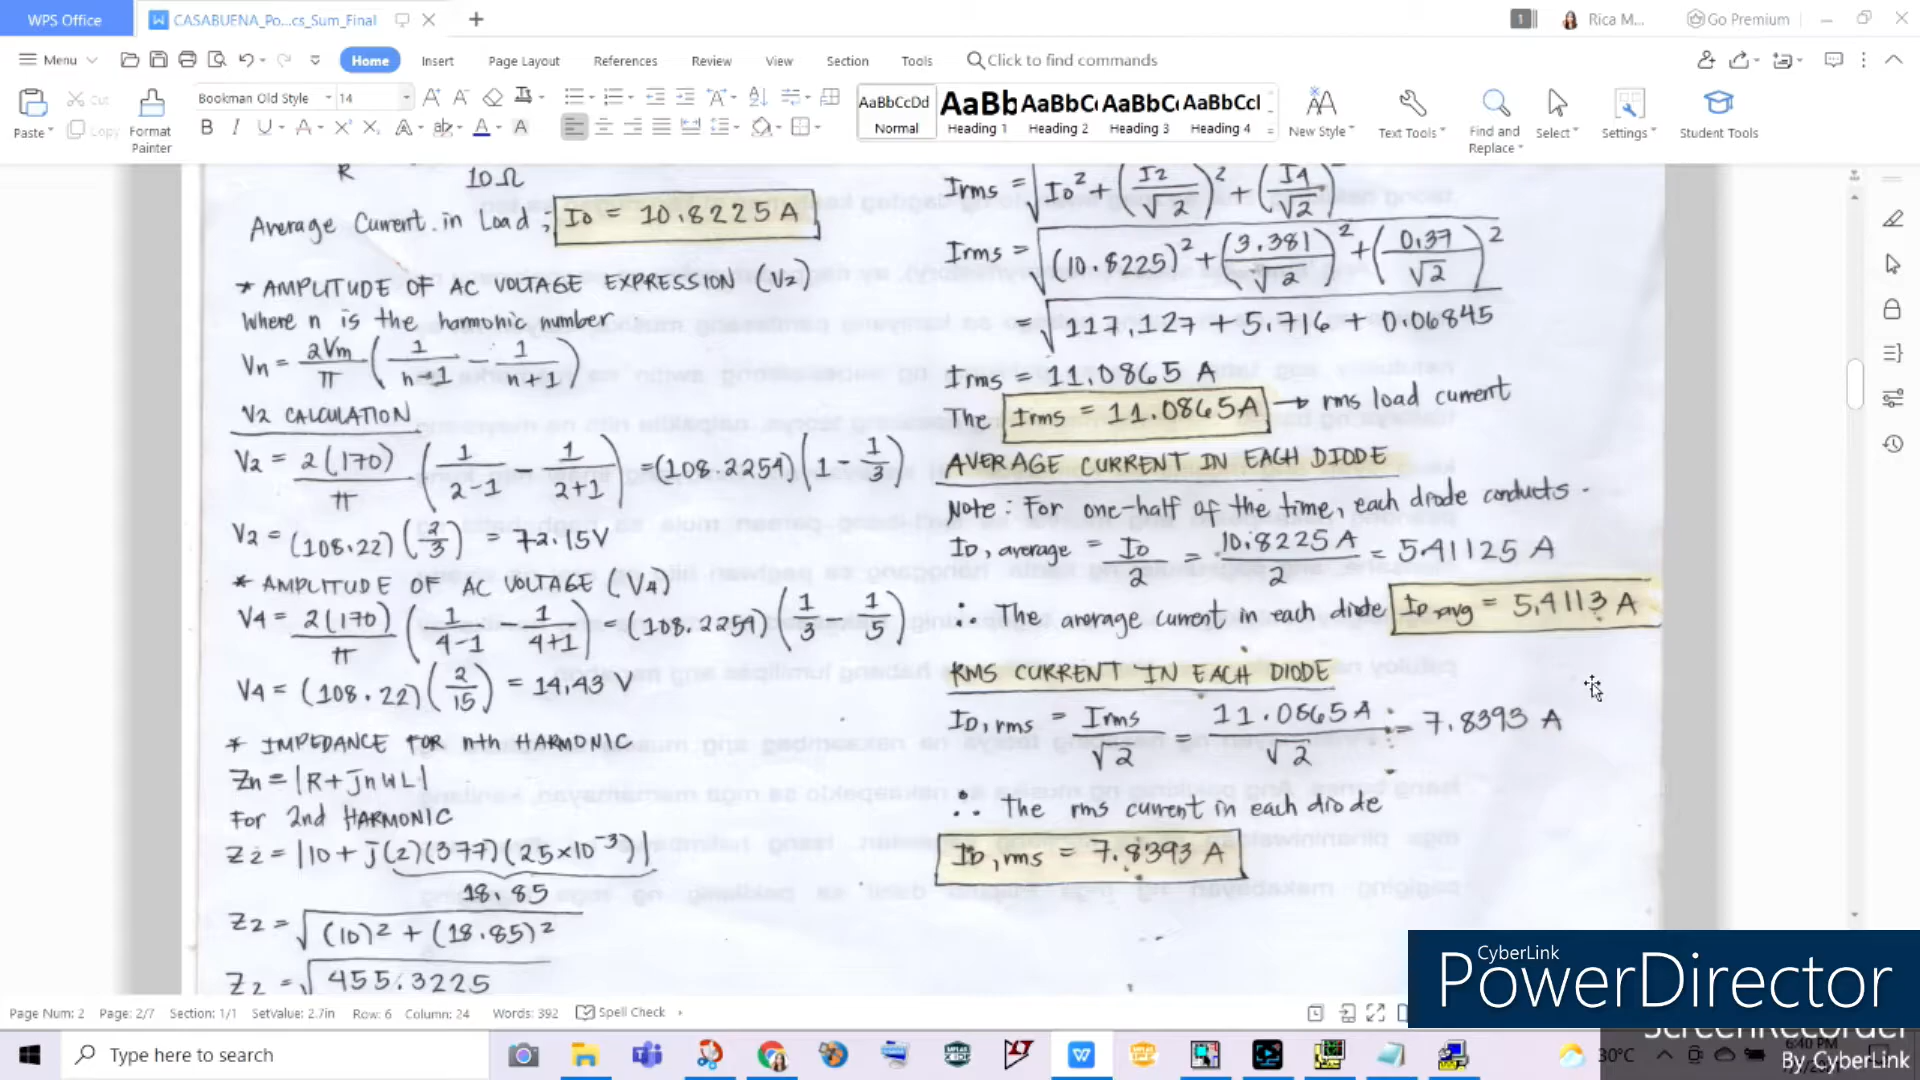 WPS Office
CASABUENA_Po...cs_Sum_Final
1
Rica M...
Go Premium
Menu
Home
Insert
Page Layout
References
Review
View
Section
Tools
Click to find commands
Paste
Cut
Copy
Format Painter
Bookman Old Style
14
AaBbCcDd
Normal
AaBb
Heading 1
AaBbC
Heading 2
AaBbC
Heading 3
AaBbCcl
Heading 4
New Style
Text Tools
Find and Replace
Select
Settings
Student Tools
R 10Ω
Average Current in Load; Io = 10.8225 A
* AMPLITUDE OF AC VOLTAGE EXPRESSION (V2)
Where n is the harmonic number
Vn = 2Vm/π (1/n-1 - 1/n+1)
V2 CALCULATION
V2 = 2(170)/π (1/2-1 - 1/2+1) = (108.2254)(1 - 1/3)
V2 = (108.22)(2/3) = 72.15V
* AMPLITUDE OF AC VOLTAGE (V4)
V4 = 2(170)/π (1/4-1 - 1/4+1) = (108.2254)(1/3 - 1/5)
V4 = (108.22)(2/15) = 14.43 V
* IMPEDANCE FOR nth HARMONIC
Zn = |R + jnWL|
For 2nd HARMONIC
Z2 = |10 + j(2)(377)(25x10^-3)|
18.85
Z2 = √(10)² + (18.85)²
Z2 = √455.3225
Irms = √Io² + (I2/√2)² + (I4/√2)²
Irms = √(10.8225)² + (3.381/√2)² + (0.37/√2)²
= √117.127 + 5.716 + 0.06845
Irms = 11.0865 A
The Irms = 11.0865A → rms load current
AVERAGE CURRENT IN EACH DIODE
Note: For one-half of the time, each diode conducts.
ID, average = Io/2 = 10.8225 A/2 = 5.41125 A
∴ The average current in each diode ID,avg = 5.4113 A
RMS CURRENT IN EACH DIODE
ID, rms = Irms/√2 = 11.0865 A/√2 = 7.8393 A
∴ The rms current in each diode
ID, rms = 7.8393 A
CyberLink
PowerDirector
Page Num: 2
Page: 2/7
Section: 1/1
SetValue: 2.7in
Row: 6
Column: 24
Words: 392
Spell Check
Type here to search
30°C
6:40 PM
ScreenRecorder
By CyberLink